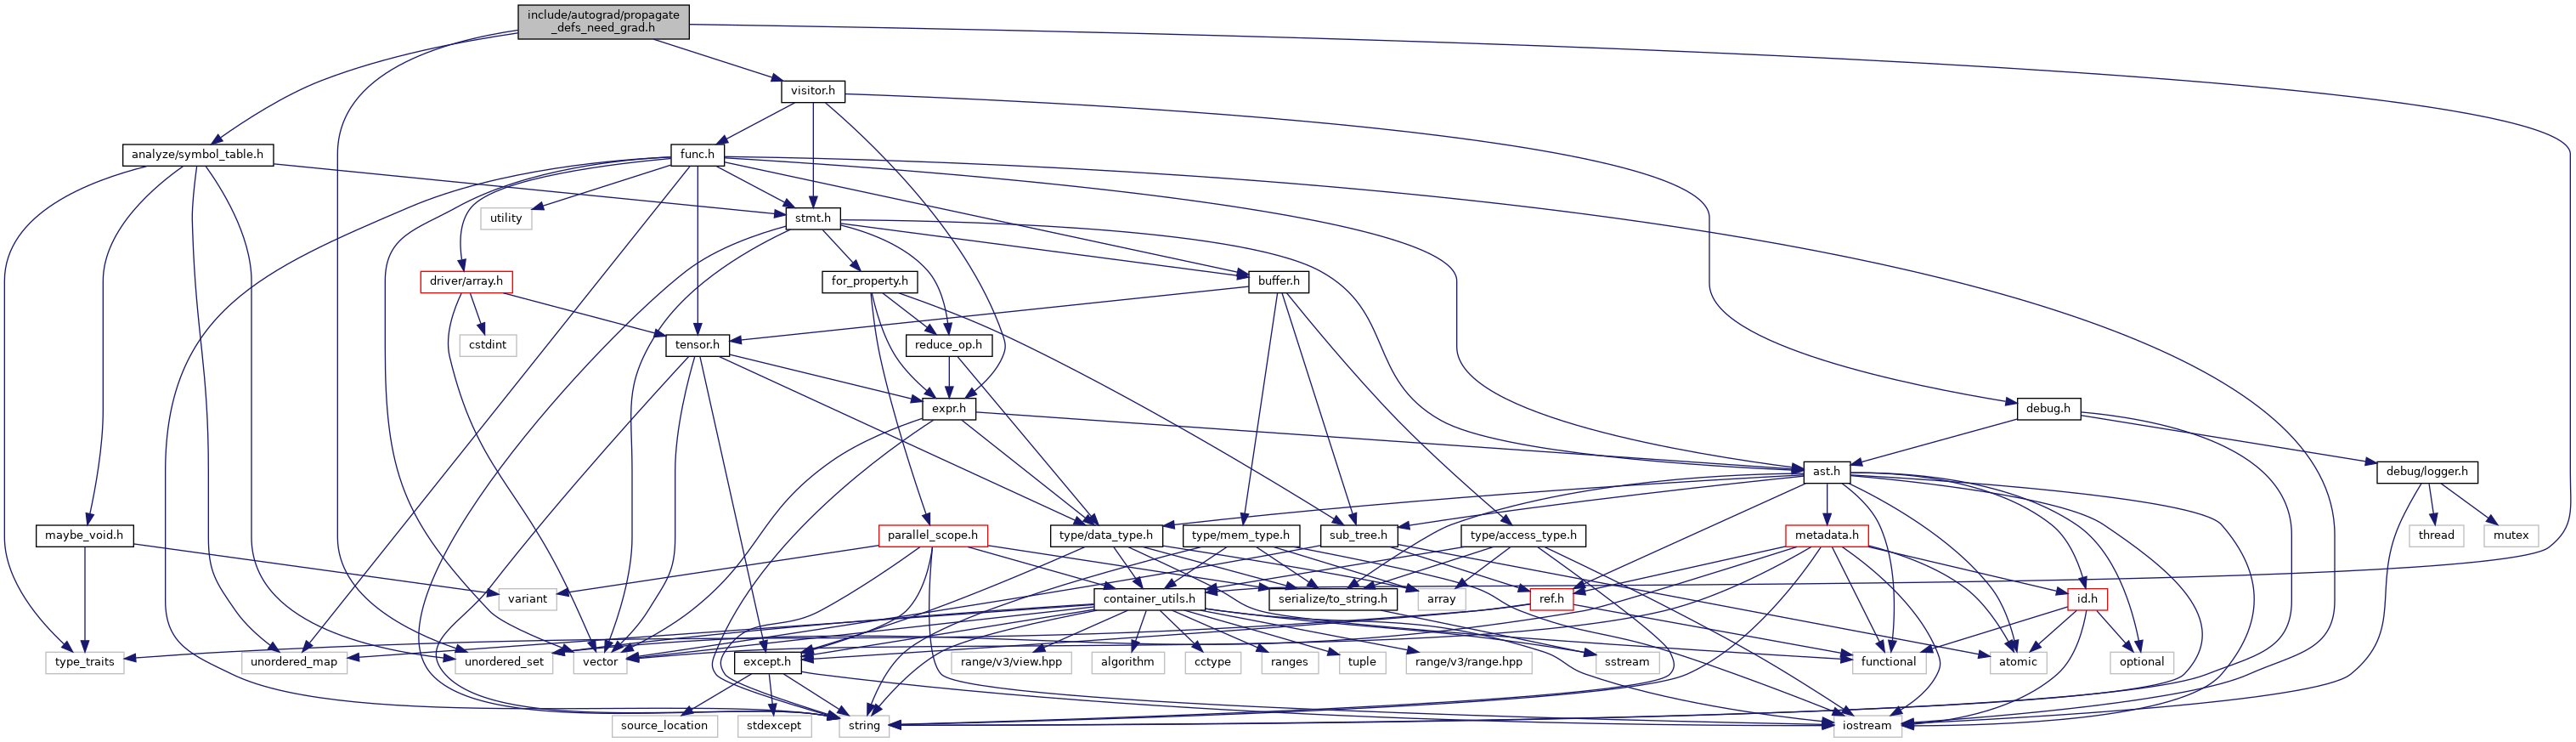 include/autograd/propagate
_defs_need_grad.h
visitor.h
analyze/symbol_table.h
func.h
utility
stmt.h
driver/array.h
for_property.h
buffer.h
cstdint
tensor.h
reduce_op.h
expr.h
debug.h
ast.h
debug/logger.h
maybe_void.h
parallel_scope.h
type/data_type.h
type/mem_type.h
sub_tree.h
type/access_type.h
metadata.h
thread
mutex
variant
container_utils.h
serialize/to_string.h
array
ref.h
id.h
type_traits
unordered_map
unordered_set
vector
except.h
range/v3/view.hpp
algorithm
cctype
ranges
tuple
range/v3/range.hpp
sstream
functional
atomic
optional
source_location
stdexcept
string
iostream